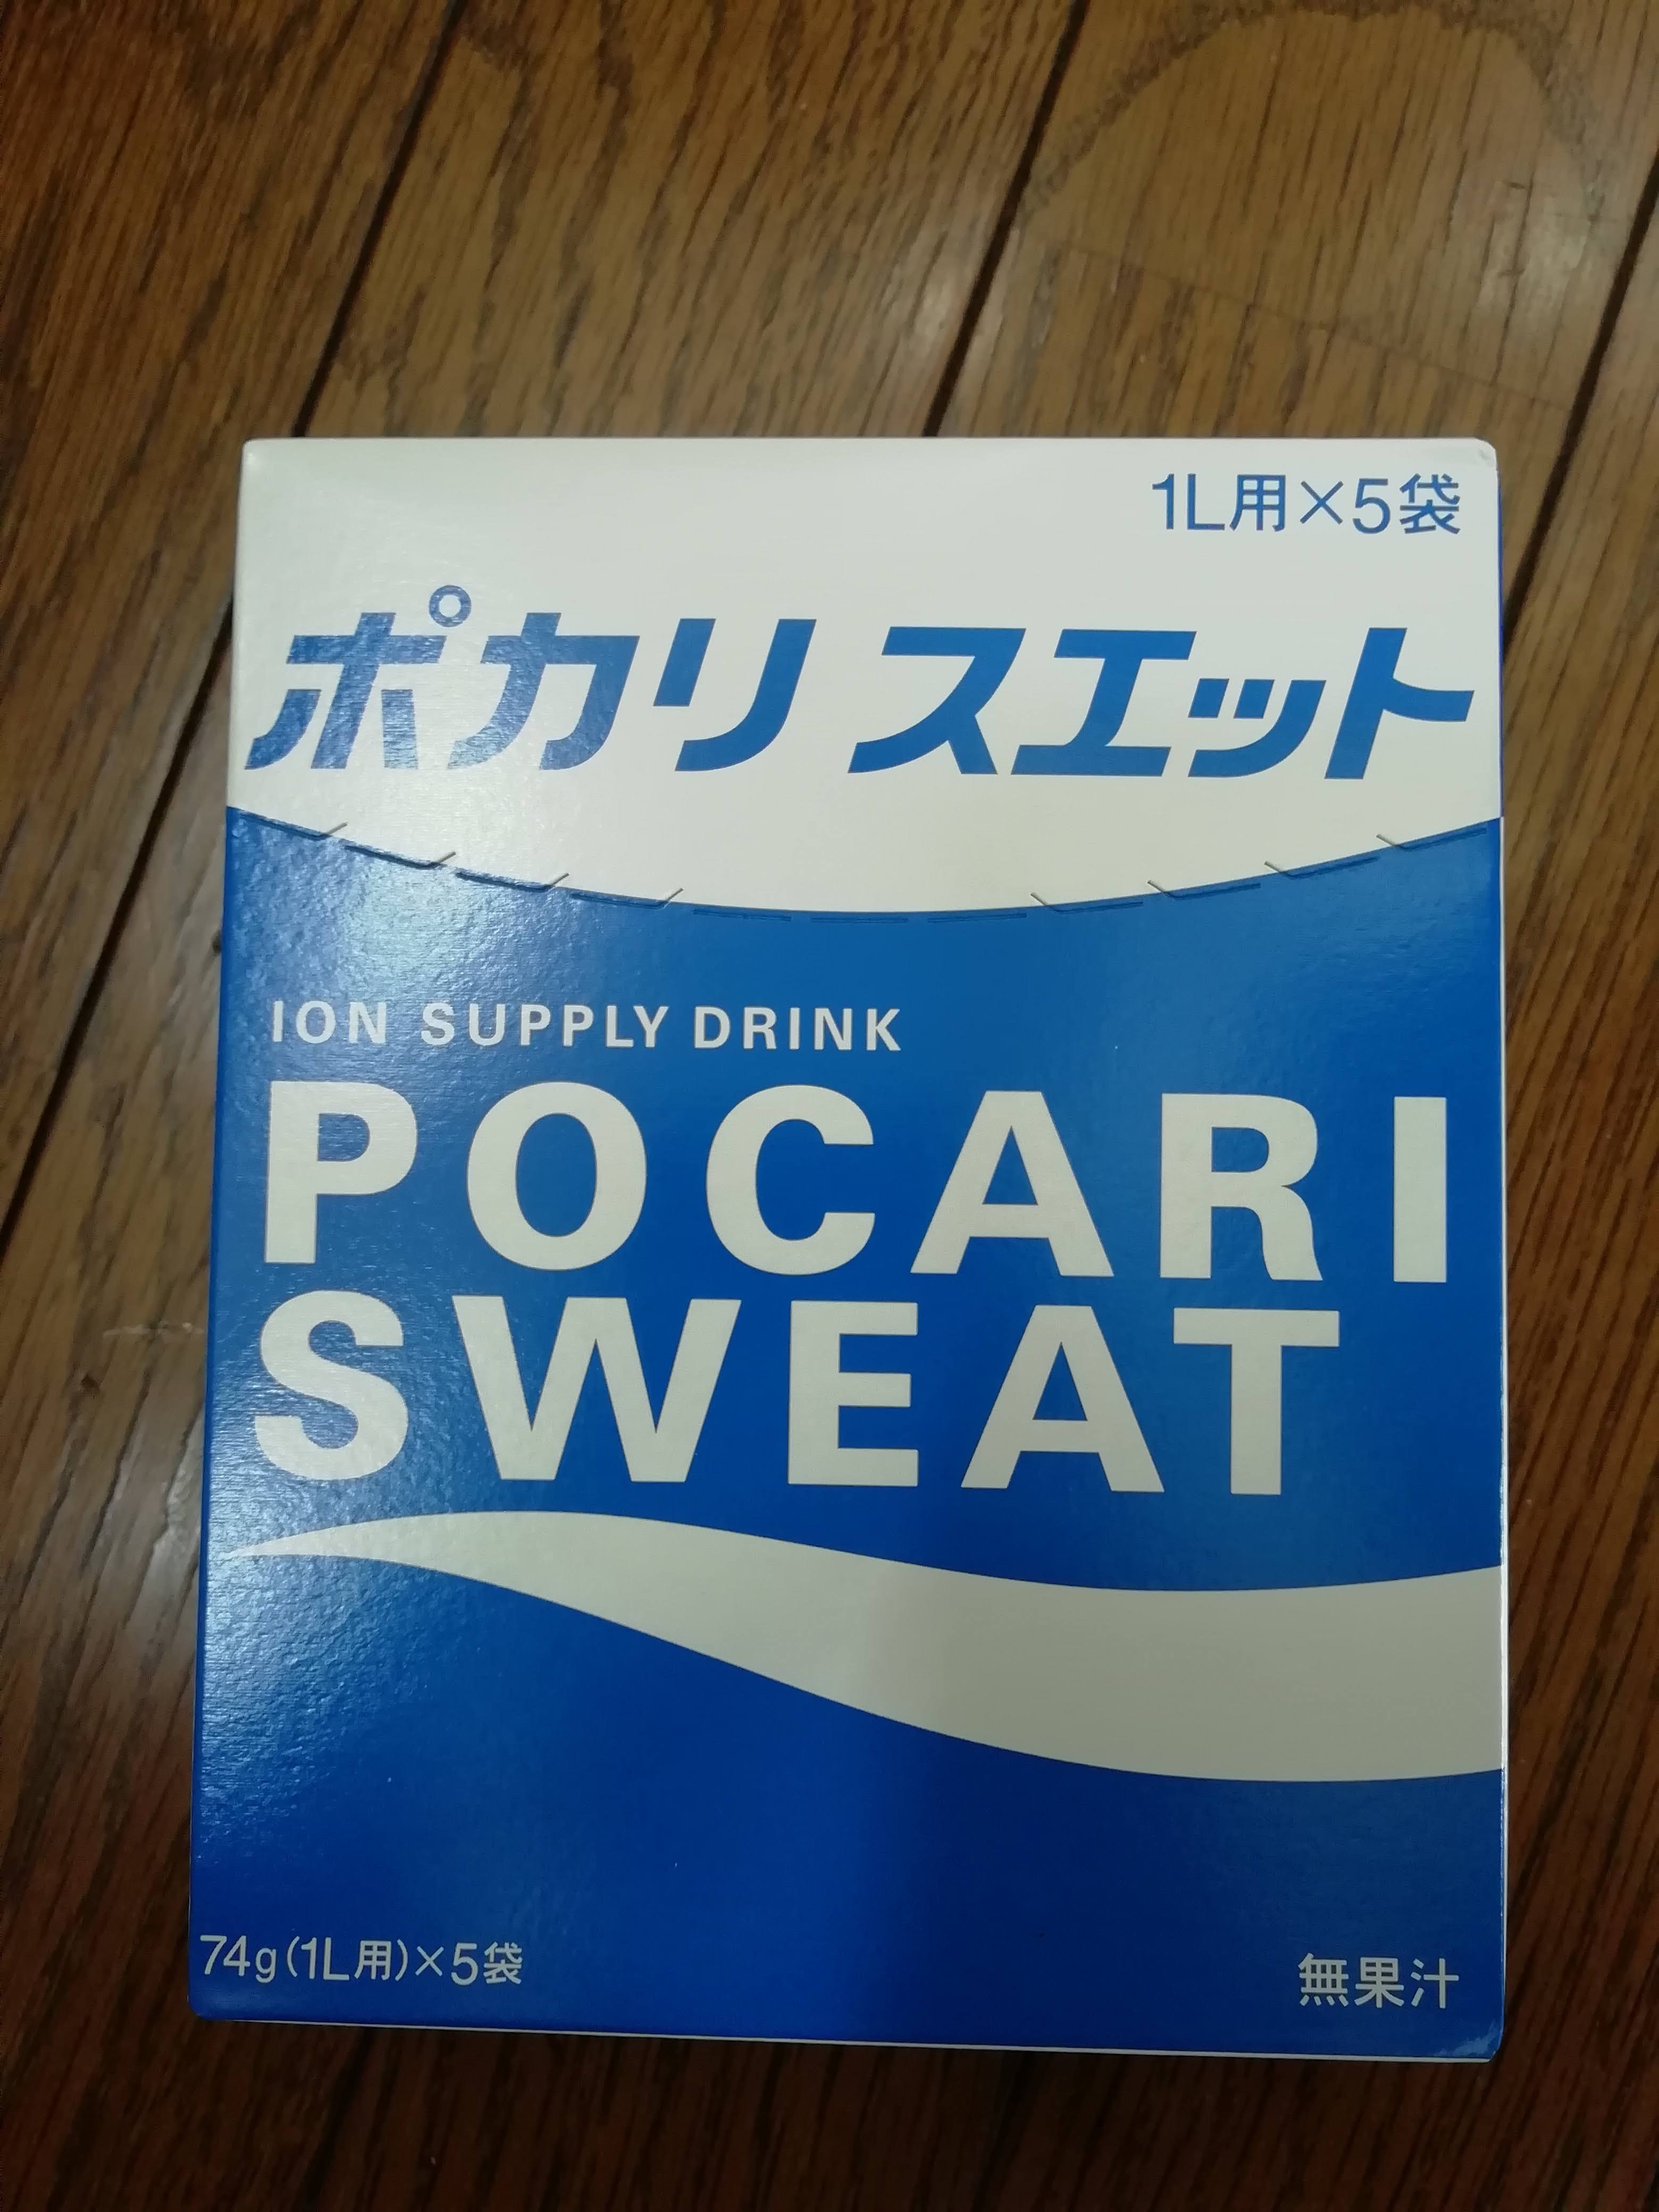 1L用×5袋
ポカリスエット
ION SUPPLY DRINK
POCARI
SWEAT
74g(1L用)×5袋
無果汁